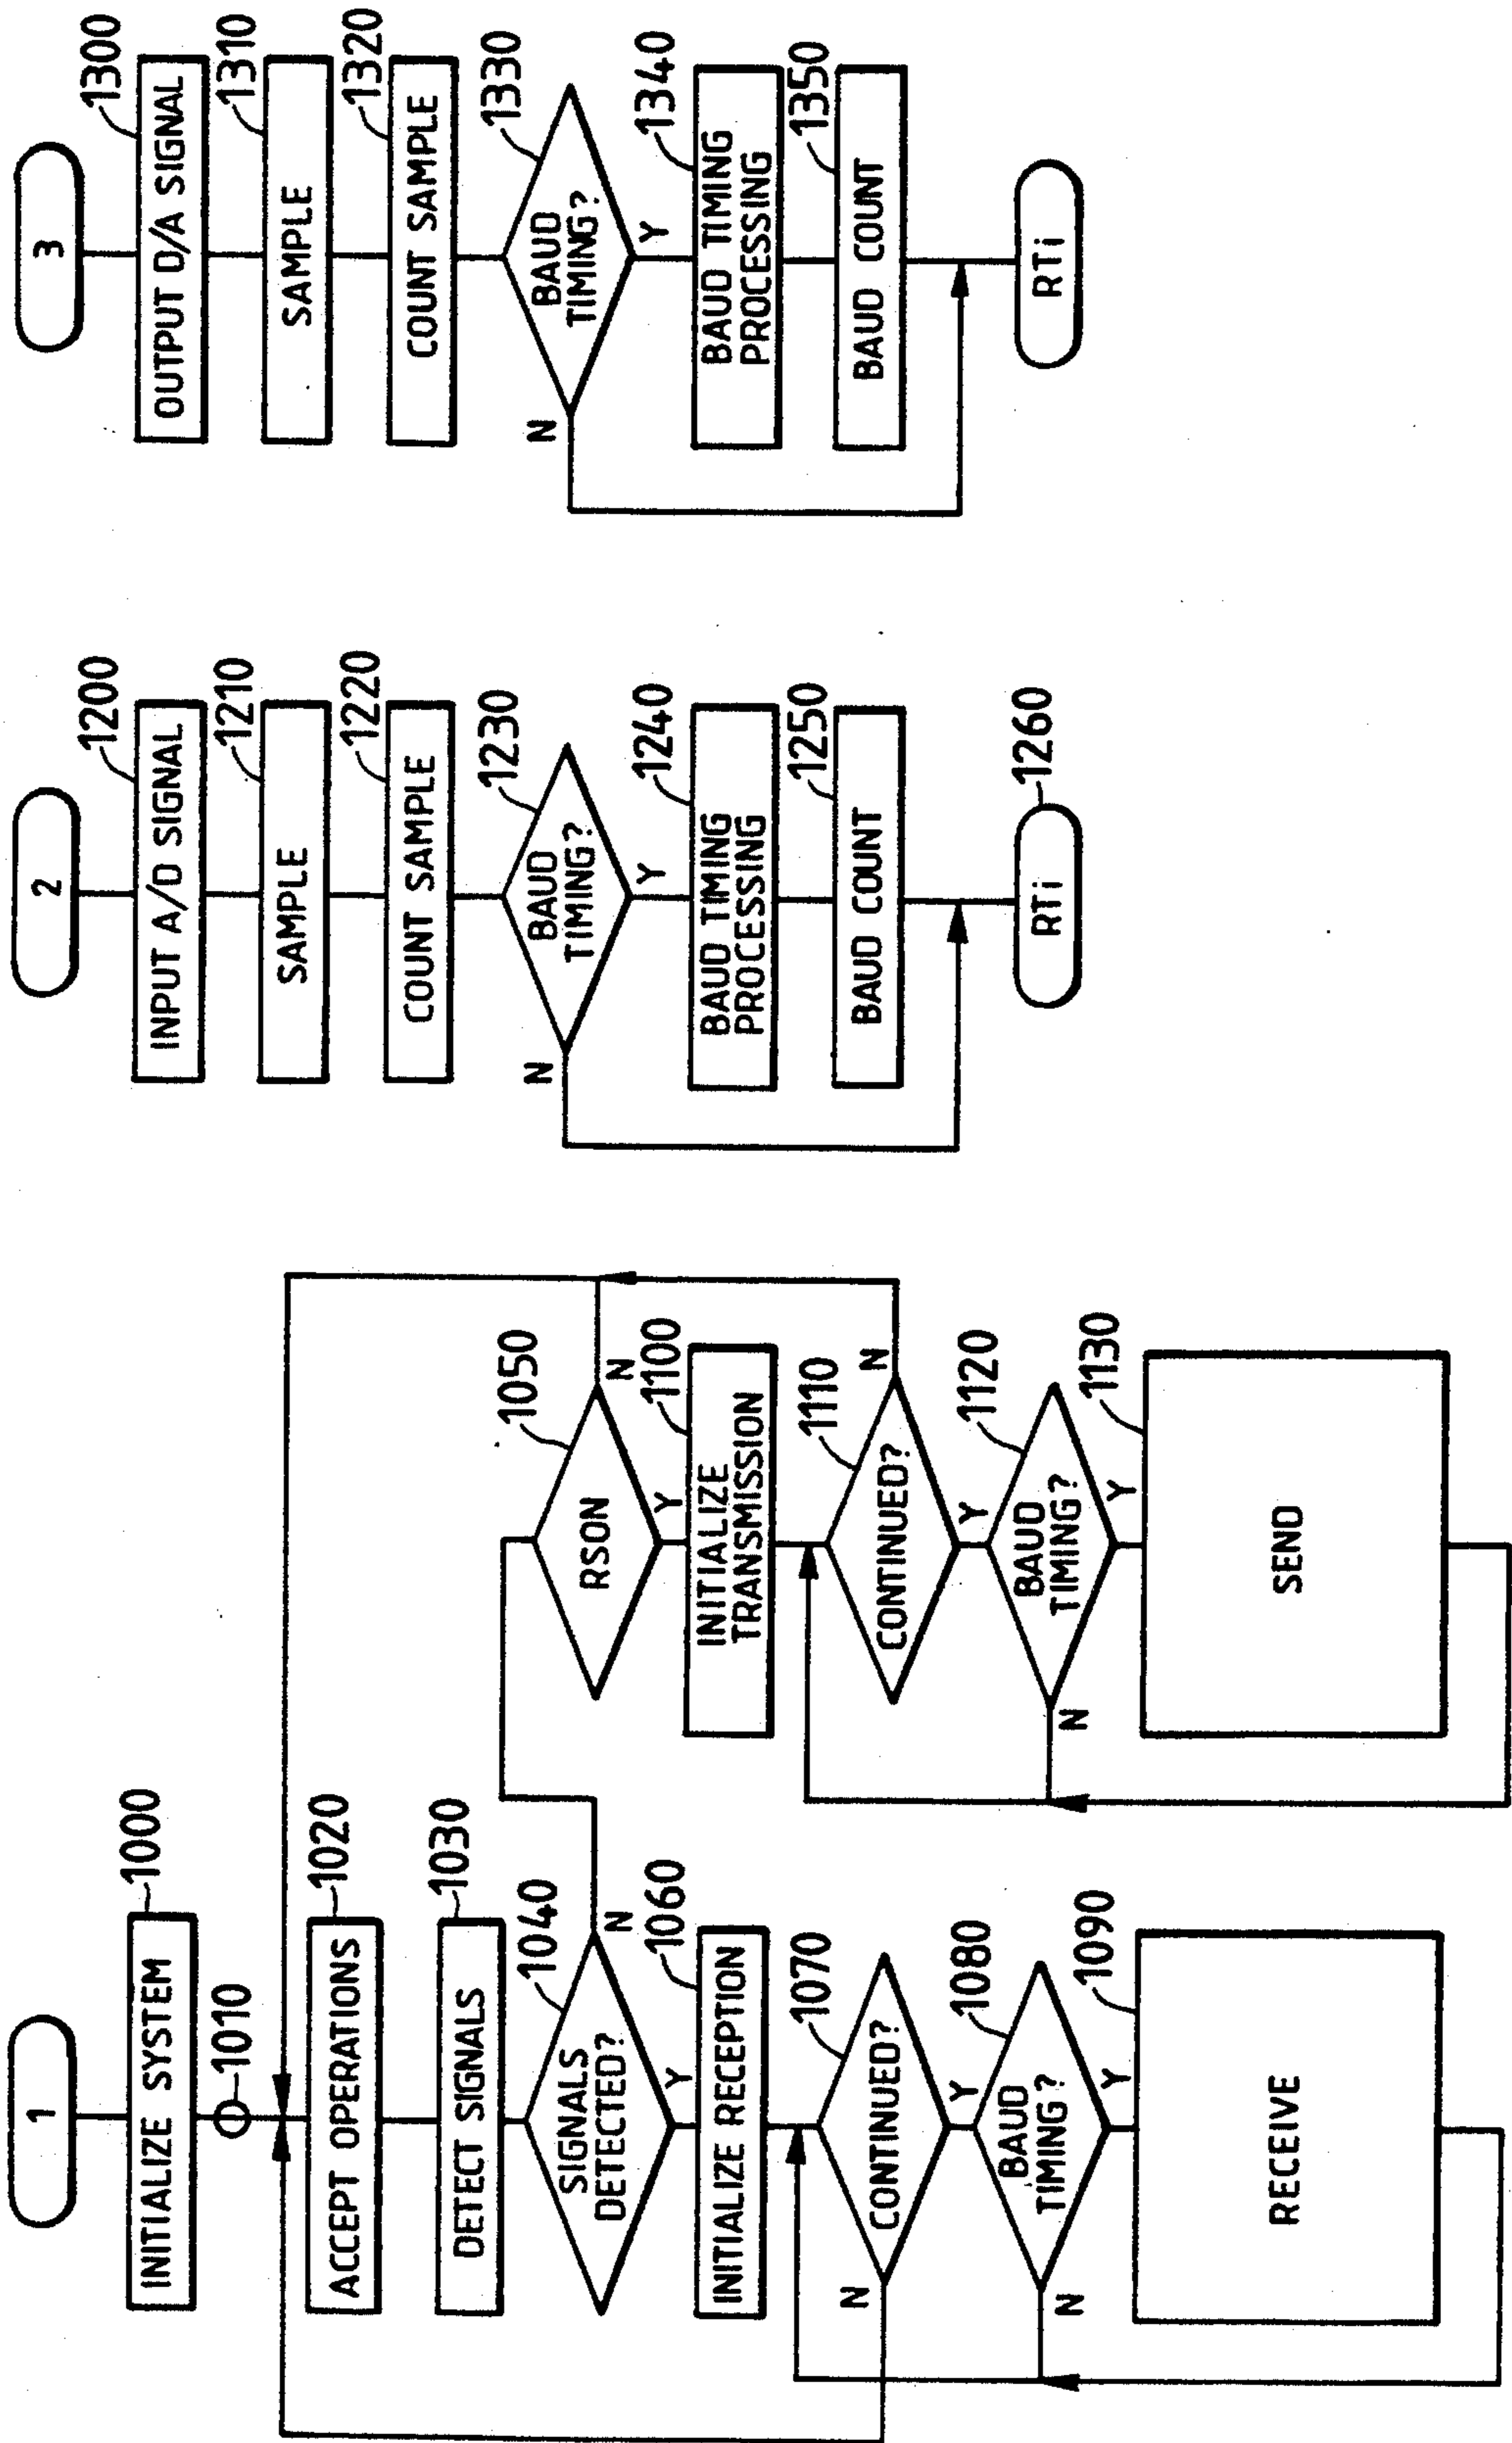 1
1000
INITIALIZE SYSTEM
1010
1020
ACCEPT OPERATIONS
1030
DETECT SIGNALS
1040
SIGNALS
DETECTED?
N
Y
1060
INITIALIZE RECEPTION
1070
CONTINUED?
N
Y
1080
BAUD
TIMING?
N
Y
1090
RECEIVE
1050
RSON
N
Y
1100
INITIALIZE
TRANSMISSION
1110
CONTINUED?
N
Y
1120
BAUD
TIMING?
N
Y
1130
SEND
2
1200
INPUT A/D SIGNAL
1210
SAMPLE
1220
COUNT SAMPLE
1230
BAUD
TIMING?
N
Y
1240
BAUD TIMING
PROCESSING
1250
BAUD COUNT
1260
RTi
3
1300
OUTPUT D/A SIGNAL
1310
SAMPLE
1320
COUNT SAMPLE
1330
BAUD
TIMING?
N
Y
1340
BAUD TIMING
PROCESSING
1350
BAUD COUNT
RTi